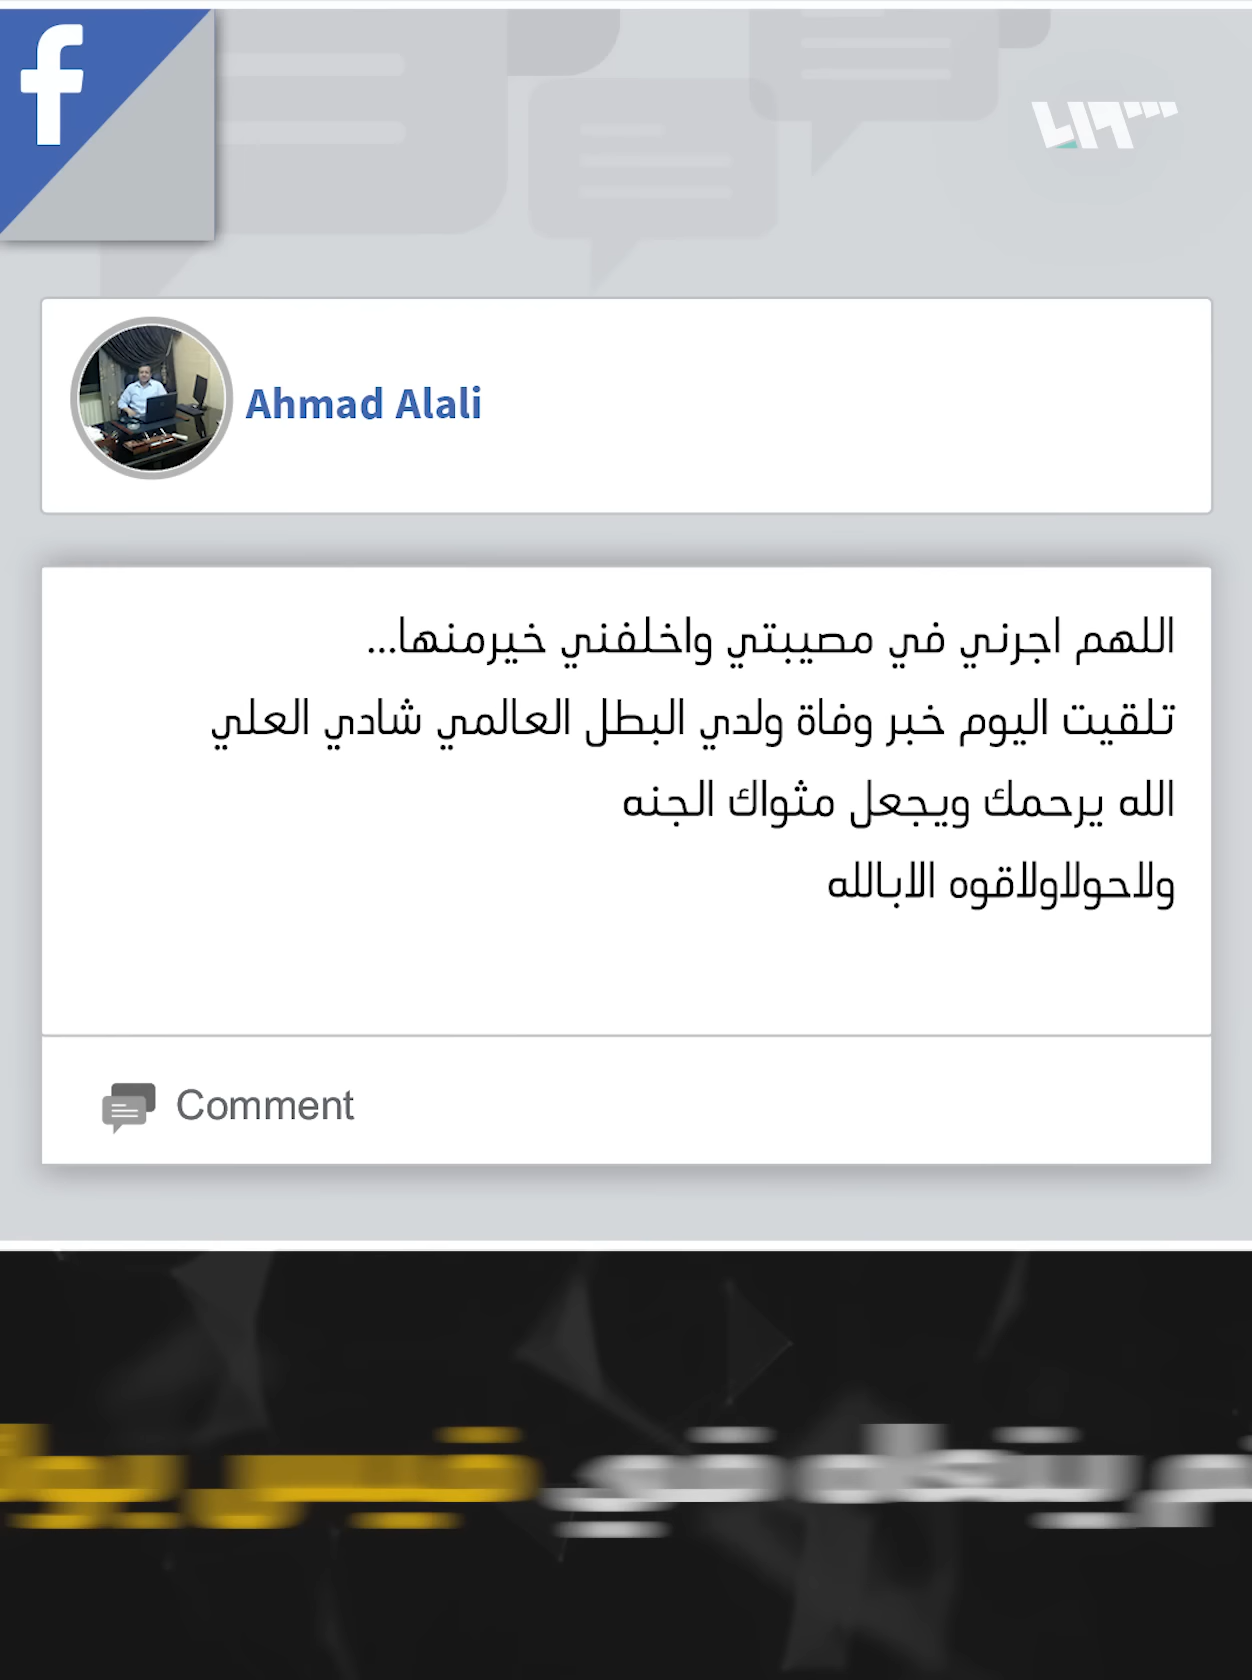 f
Ahmad Alali
اللهم اجرني في مصيبتي واخلفني خيرمنها...
تلقيت اليوم خبر وفاة ولدي البطل العالمي شادي العلي
الله يرحمك ويجعل مثواك الجنه
ولاحولاولاقوه الابالله
Comment